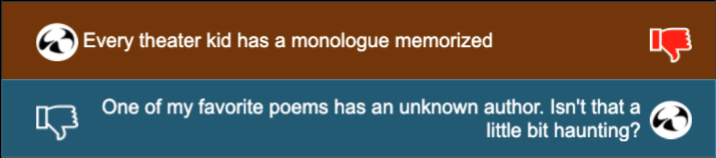 Every theater kid has a monologue memorized
One of my favorite poems has an unknown author. Isn't that a
little bit haunting?